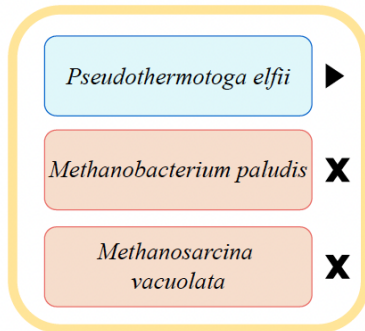 Pseudothermotoga elfii
Methanobacterium paludis
Methanosarcina
vacuolata